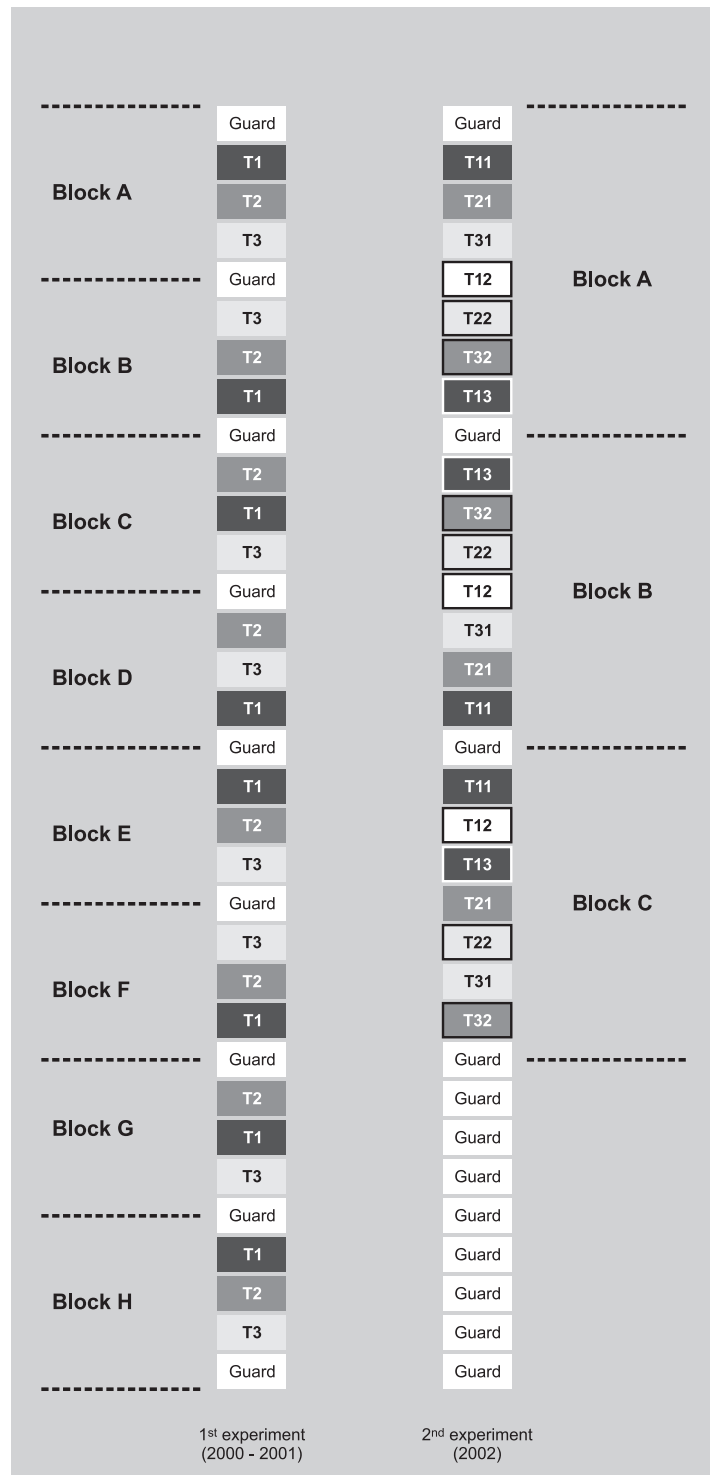 Guard Guard
T1 T11
Block A T2 T21
T3 T31
Guard T12 Block A
T3 T22
Block B T2 T32
T1 T13
Guard Guard
T2 T13
Block C T1 T32
T3 T22
Guard T12 Block B
T2 T31
Block D T3 T21
T1 T11
Guard Guard
T1 T11
Block E T2 T12
T3 T13
Guard T21 Block C
T3 T22
Block F T2 T31
T1 T32
Guard Guard
T2 Guard
Block G T1 Guard
T3 Guard
Guard Guard
T1 Guard
Block H T2 Guard
T3 Guard
Guard Guard
1st experiment 2nd experiment
(2000 - 2001) (2002)